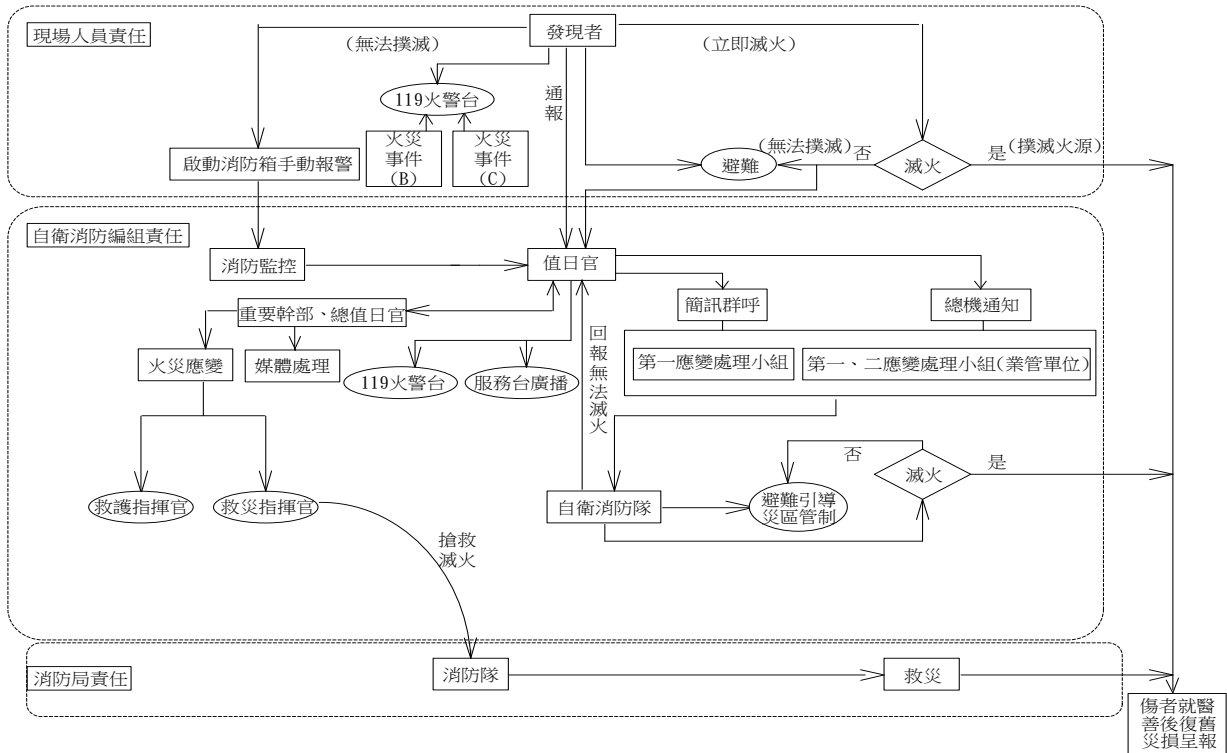 現場人員責任
發現者
(無法撲滅)
(立即滅火)
119火警台
通報
火災
事件
(B)
火災
事件
(C)
啟動消防箱手動報警
(無法撲滅)
否
避難
滅火
是(撲滅火源)
自衛消防編組責任
消防監控
值日官
簡訊群呼
總機通知
重要幹部、總值日官
火災應變
媒體處理
119火警台
服務台廣播
回報無法滅火
第一應變處理小組
第一、二應變處理小組(業管單位)
否
滅火
是
救護指揮官
救災指揮官
自衛消防隊
避難引導
災區管制
搶救
滅火
消防局責任
消防隊
救災
傷者就醫
善後復舊
災損呈報